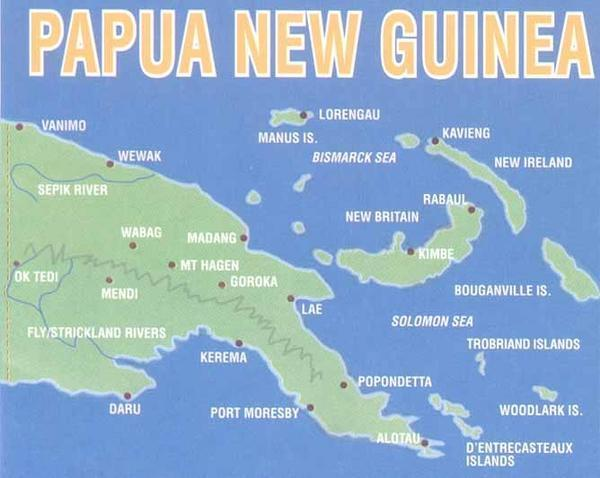 PAPUA NEW GUINEA
LORENGAU
VANIMO
MANUS IS.
KAVIENG
WEWAK
BISMARCK SEA
NEW IRELAND
SEPIK RIVER
RABAUL
NEW BRITAIN
WABAG
MADANG
KIMBE
MT HAGEN
OK TEDI
GOROKA
MENDI
BOUGANVILLE IS.
LAE
SOLOMON SEA
FLY/STRICKLAND RIVERS
TROBRIAND ISLANDS
KEREMA
POPONDETTA
DARU
PORT MORESBY
WOODLARK IS.
ALOTAU
D'ENTRECASTEAUX
ISLANDS